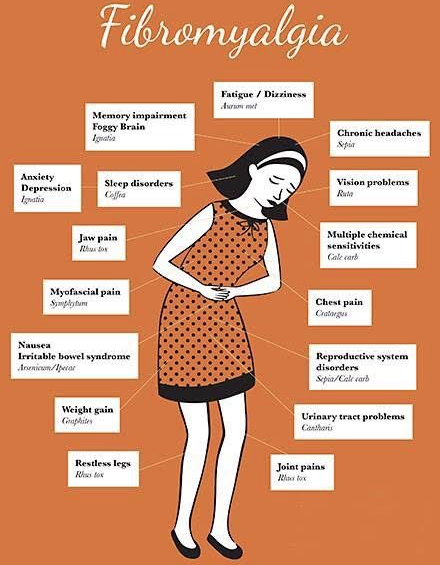 Fibromyalgia
Fatigue / Dizziness
Aurum met
Memory impairment
Foggy Brain
Ignatia
Chronic headaches
Sepia
Anxiety
Depression
Ignatia
Sleep disorders
Coffea
Vision problems
Ruta
Jaw pain
Rhus tox
Multiple chemical
sensitivities
Calc carb
Myofascial pain
Symphytum
Chest pain
Crataegus
Nausea
Irritable bowel syndrome
Arsenicum/Ipecac
Reproductive system
disorders
Sepia/Calc carb
Weight gain
Graphites
Urinary tract problems
Cantharis
Restless legs
Rhus tox
Joint pains
Rhus tox